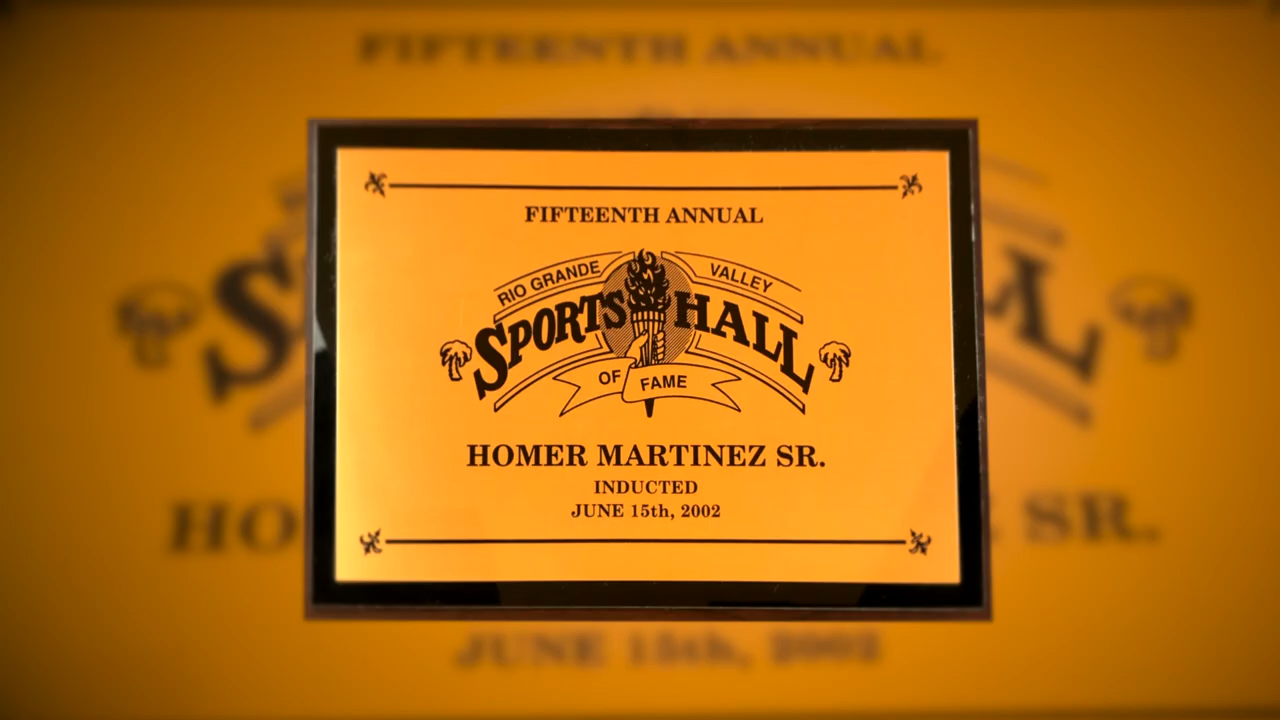 FIFTEENTH ANNUAL
RIO GRANDE VALLEY
SPORTS HALL
OF FAME
HOMER MARTINEZ SR.
INDUCTED
JUNE 15th, 2002